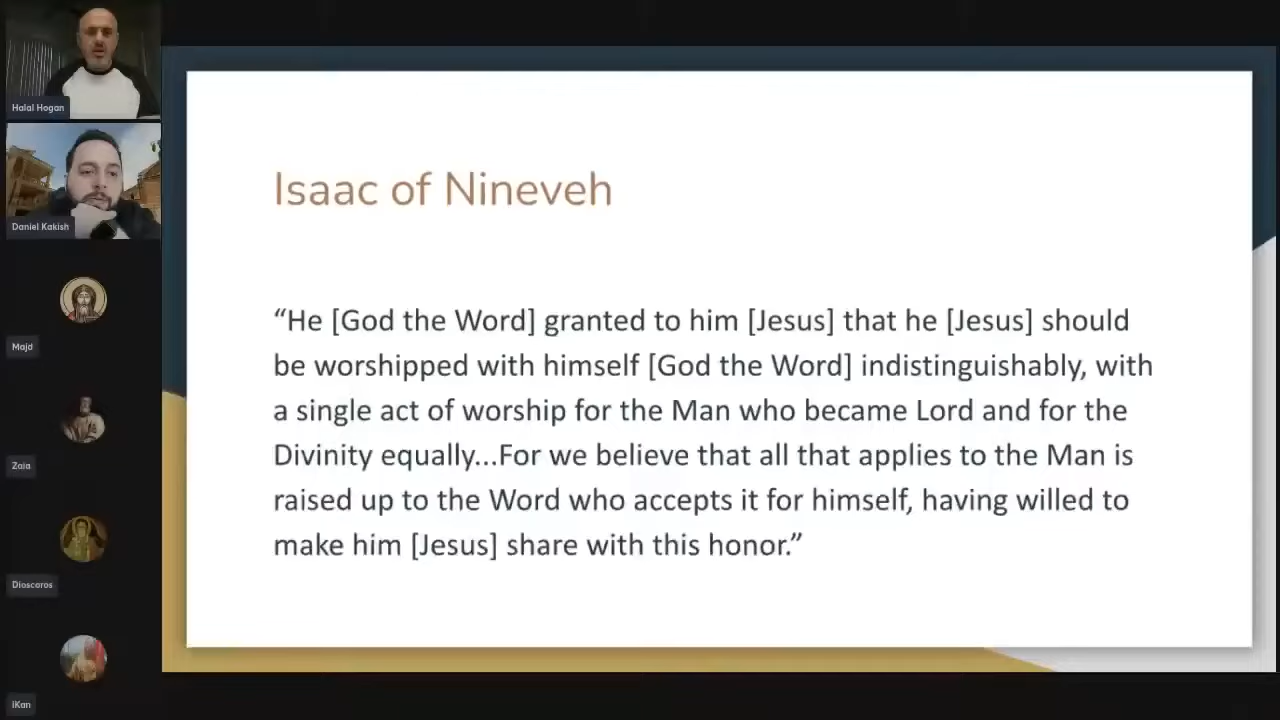 Halal Hogan
Daniel Kakish
Majd
Zaia
Dioscoros
iKan
Isaac of Nineveh
“He [God the Word] granted to him [Jesus] that he [Jesus] should
be worshipped with himself [God the Word] indistinguishably, with
a single act of worship for the Man who became Lord and for the
Divinity equally...For we believe that all that applies to the Man is
raised up to the Word who accepts it for himself, having willed to
make him [Jesus] share with this honor.”